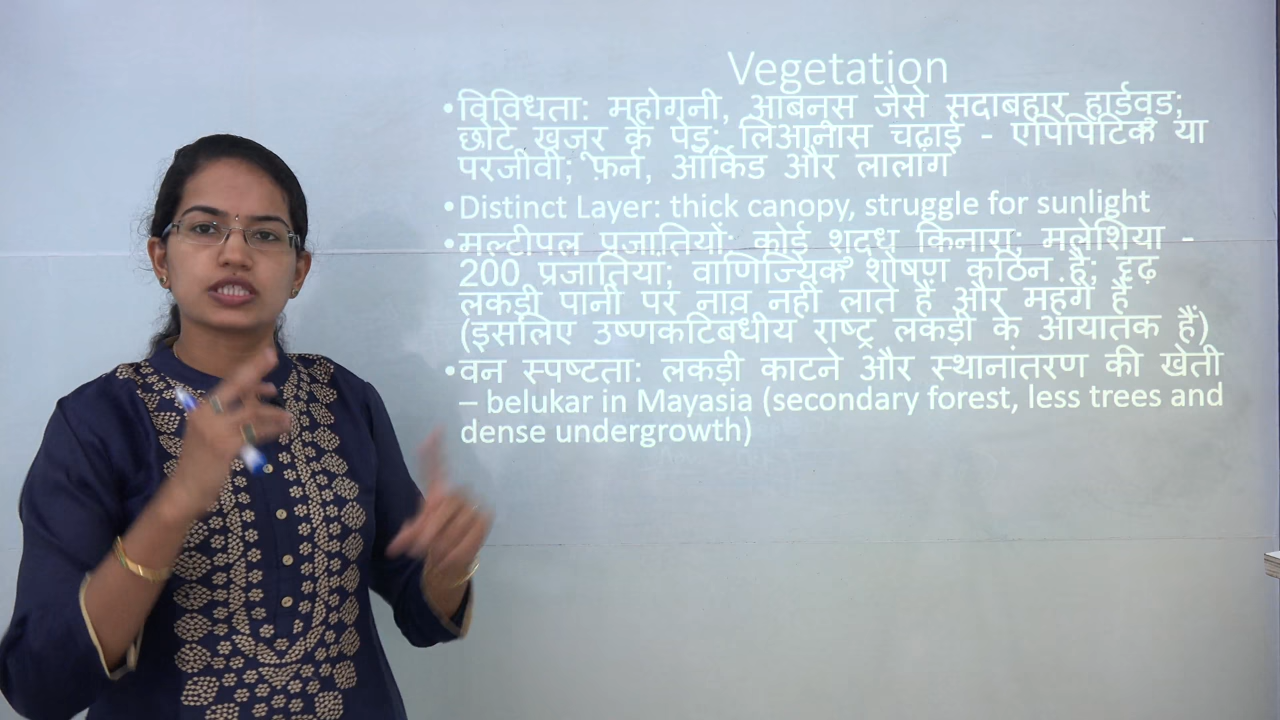 Vegetation
•विविधता: महोगनी, आबनूस जैसे सदाबहार हार्डवुड;
छोटे खजूर के पेड़; लिआनास चढ़ाई - एपिपिटिक या
परजीवी; फ़र्न, ऑर्किड और लालांग
•Distinct Layer: thick canopy, struggle for sunlight
•मल्टीपल प्रजातियों: कोई शुद्ध किनारा; मलेशिया -
200 प्रजातियां; वाणिज्यिक शोषण कठिन है; दृढ़
लकड़ी पानी पर नाव नहीं लाते हैं और महंगे हैं
(इसलिए उष्णकटिबंधीय राष्ट्र लकड़ी के आयातक हैं)
•वन स्पष्टता: लकड़ी काटने और स्थानांतरण की खेती
– belukar in Mayasia (secondary forest, less trees and
dense undergrowth)